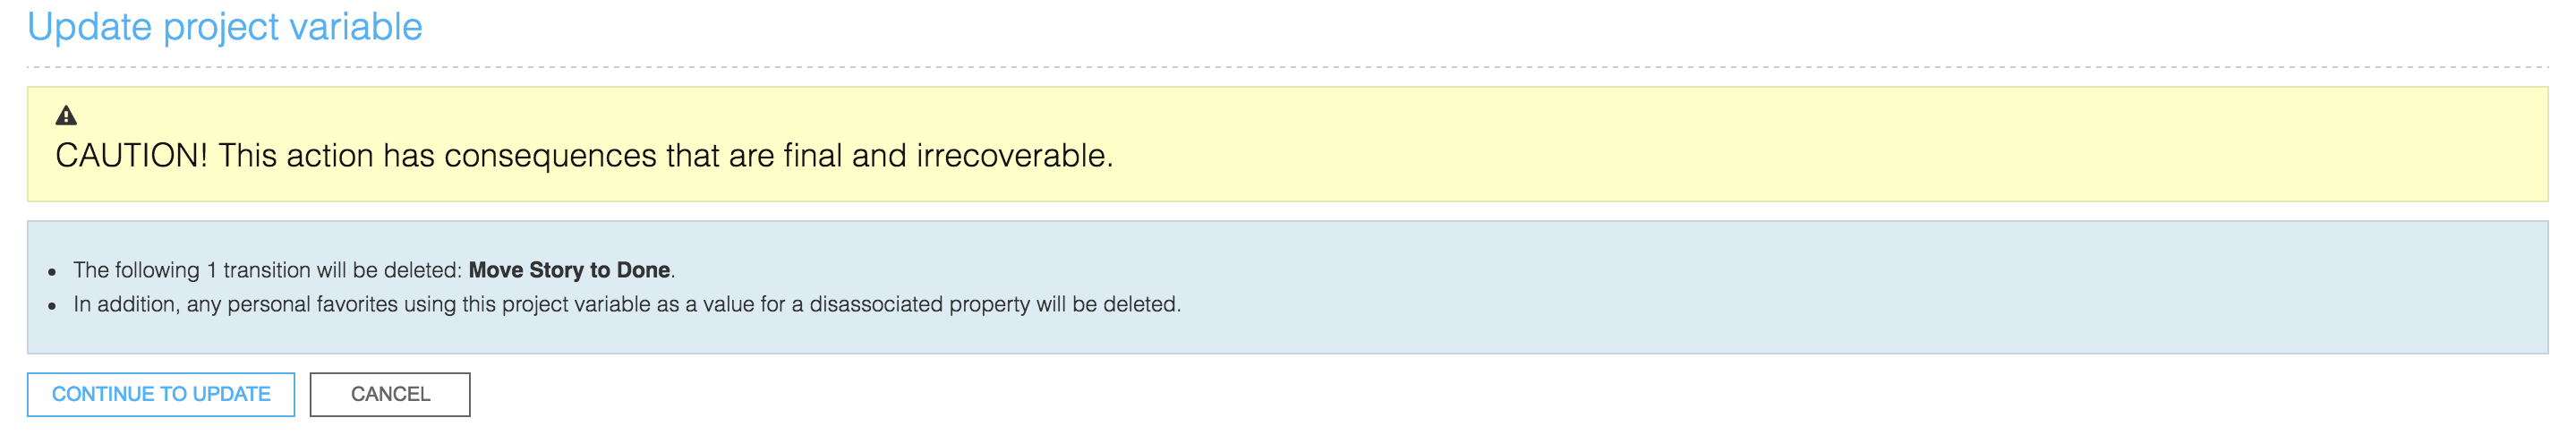 Update project variable
CAUTION! This action has consequences that are final and irrecoverable.
• The following 1 transition will be deleted: Move Story to Done.
• In addition, any personal favorites using this project variable as a value for a disassociated property will be deleted.
CONTINUE TO UPDATE CANCEL